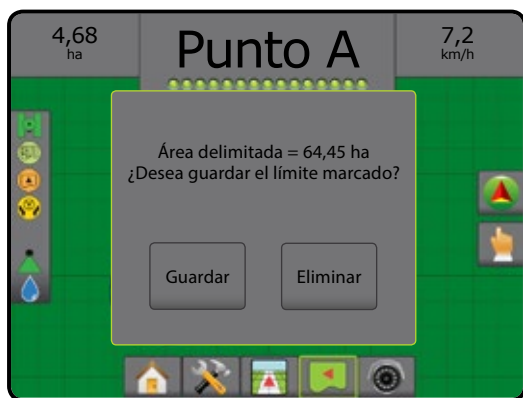 4,68
ha
Punto A
7,2
km/h
Área delimitada = 64,45 ha
¿Desea guardar el límite marcado?
Guardar
Eliminar